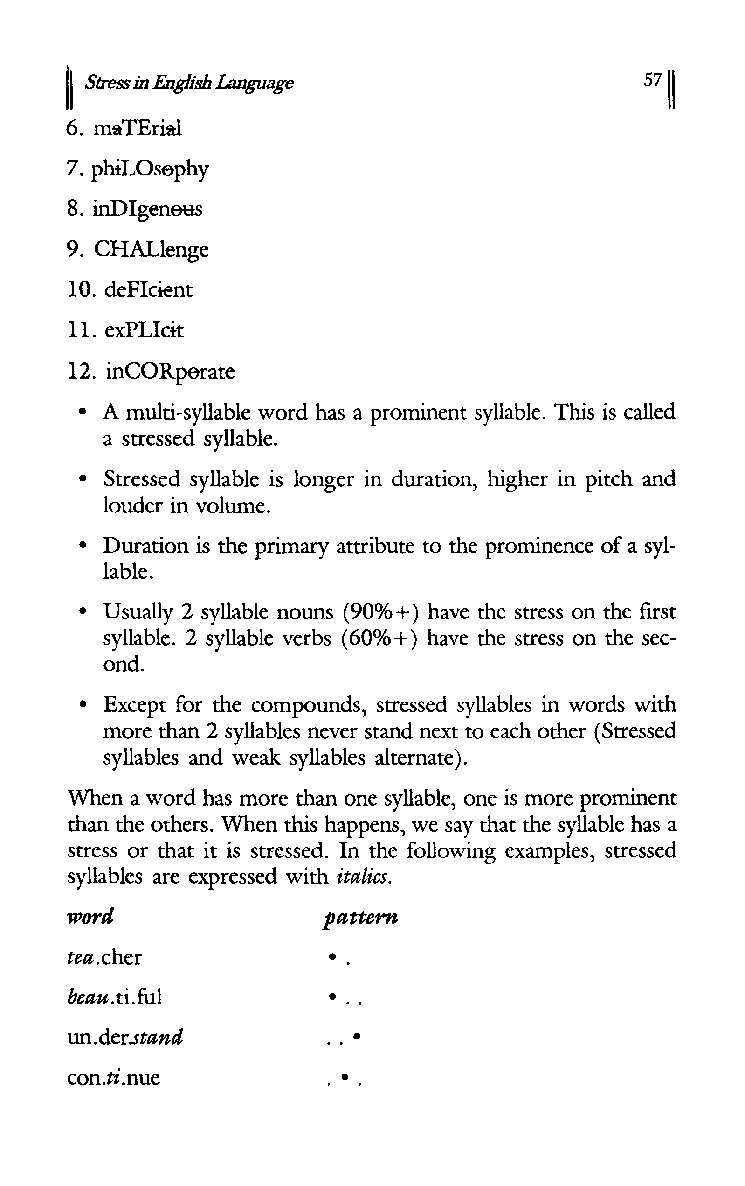 Stress in English Language 57
6. maTErial
7. phiLOsophy
8. inDIgenous
9. CHALlenge
10. deFIcient
11. exPLIcit
12. inCORporate
• A multi-syllable word has a prominent syllable. This is called
a stressed syllable.
• Stressed syllable is longer in duration, higher in pitch and
louder in volume.
• Duration is the primary attribute to the prominence of a syl-
lable.
• Usually 2 syllable nouns (90%+) have the stress on the first
syllable. 2 syllable verbs (60%+) have the stress on the sec-
ond.
• Except for the compounds, stressed syllables in words with
more than 2 syllables never stand next to each other (Stressed
syllables and weak syllables alternate).
When a word has more than one syllable, one is more prominent
than the others. When this happens, we say that the syllable has a
stress or that it is stressed. In the following examples, stressed
syllables are expressed with italics.
word pattern
tea.cher • .
beau.ti.ful • . .
un.der.stand . . •
con.ti.nue . • .